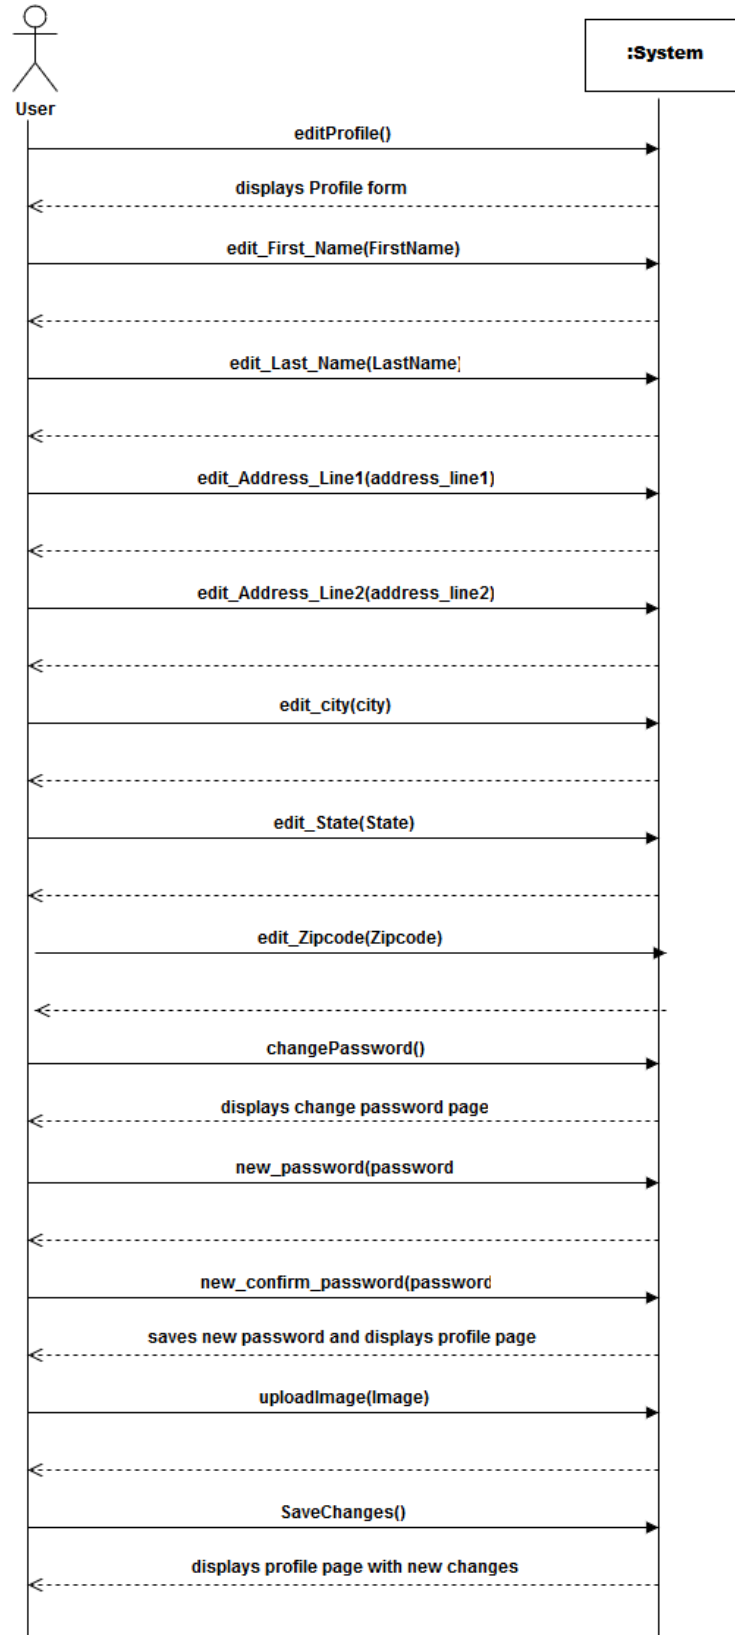 :System
User
editProfile()
displays Profile form
edit_First_Name(FirstName)
edit_Last_Name(LastName)
edit_Address_Line1(address_line1)
edit_Address_Line2(address_line2)
edit_city(city)
edit_State(State)
edit_Zipcode(Zipcode)
changePassword()
displays change password page
new_password(password
new_confirm_password(password
saves new password and displays profile page
uploadImage(Image)
SaveChanges()
displays profile page with new changes